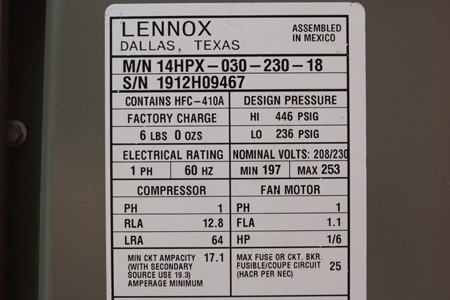 LENNOX
DALLAS, TEXAS
ASSEMBLED
IN MEXICO
M/N 14HPX-030-230-18
S/N 1912H09467
CONTAINS HFC-410A
DESIGN PRESSURE
FACTORY CHARGE
HI 446 PSIG
6 LBS 0 OZS
LO 236 PSIG
ELECTRICAL RATING
NOMINAL VOLTS: 208/230
1 PH 60 HZ
MIN 197 MAX 253
COMPRESSOR
FAN MOTOR
PH 1
PH 1
RLA 12.8
FLA 1.1
LRA 64
HP 1/6
MIN CKT AMPACITY 17.1
(WITH SECONDARY
SOURCE USE 19.3)
AMPERAGE MINIMUM
MAX FUSE OR CKT. BKR.
FUSIBLE/COUPE CIRCUIT 25
(HACR PER NEC)